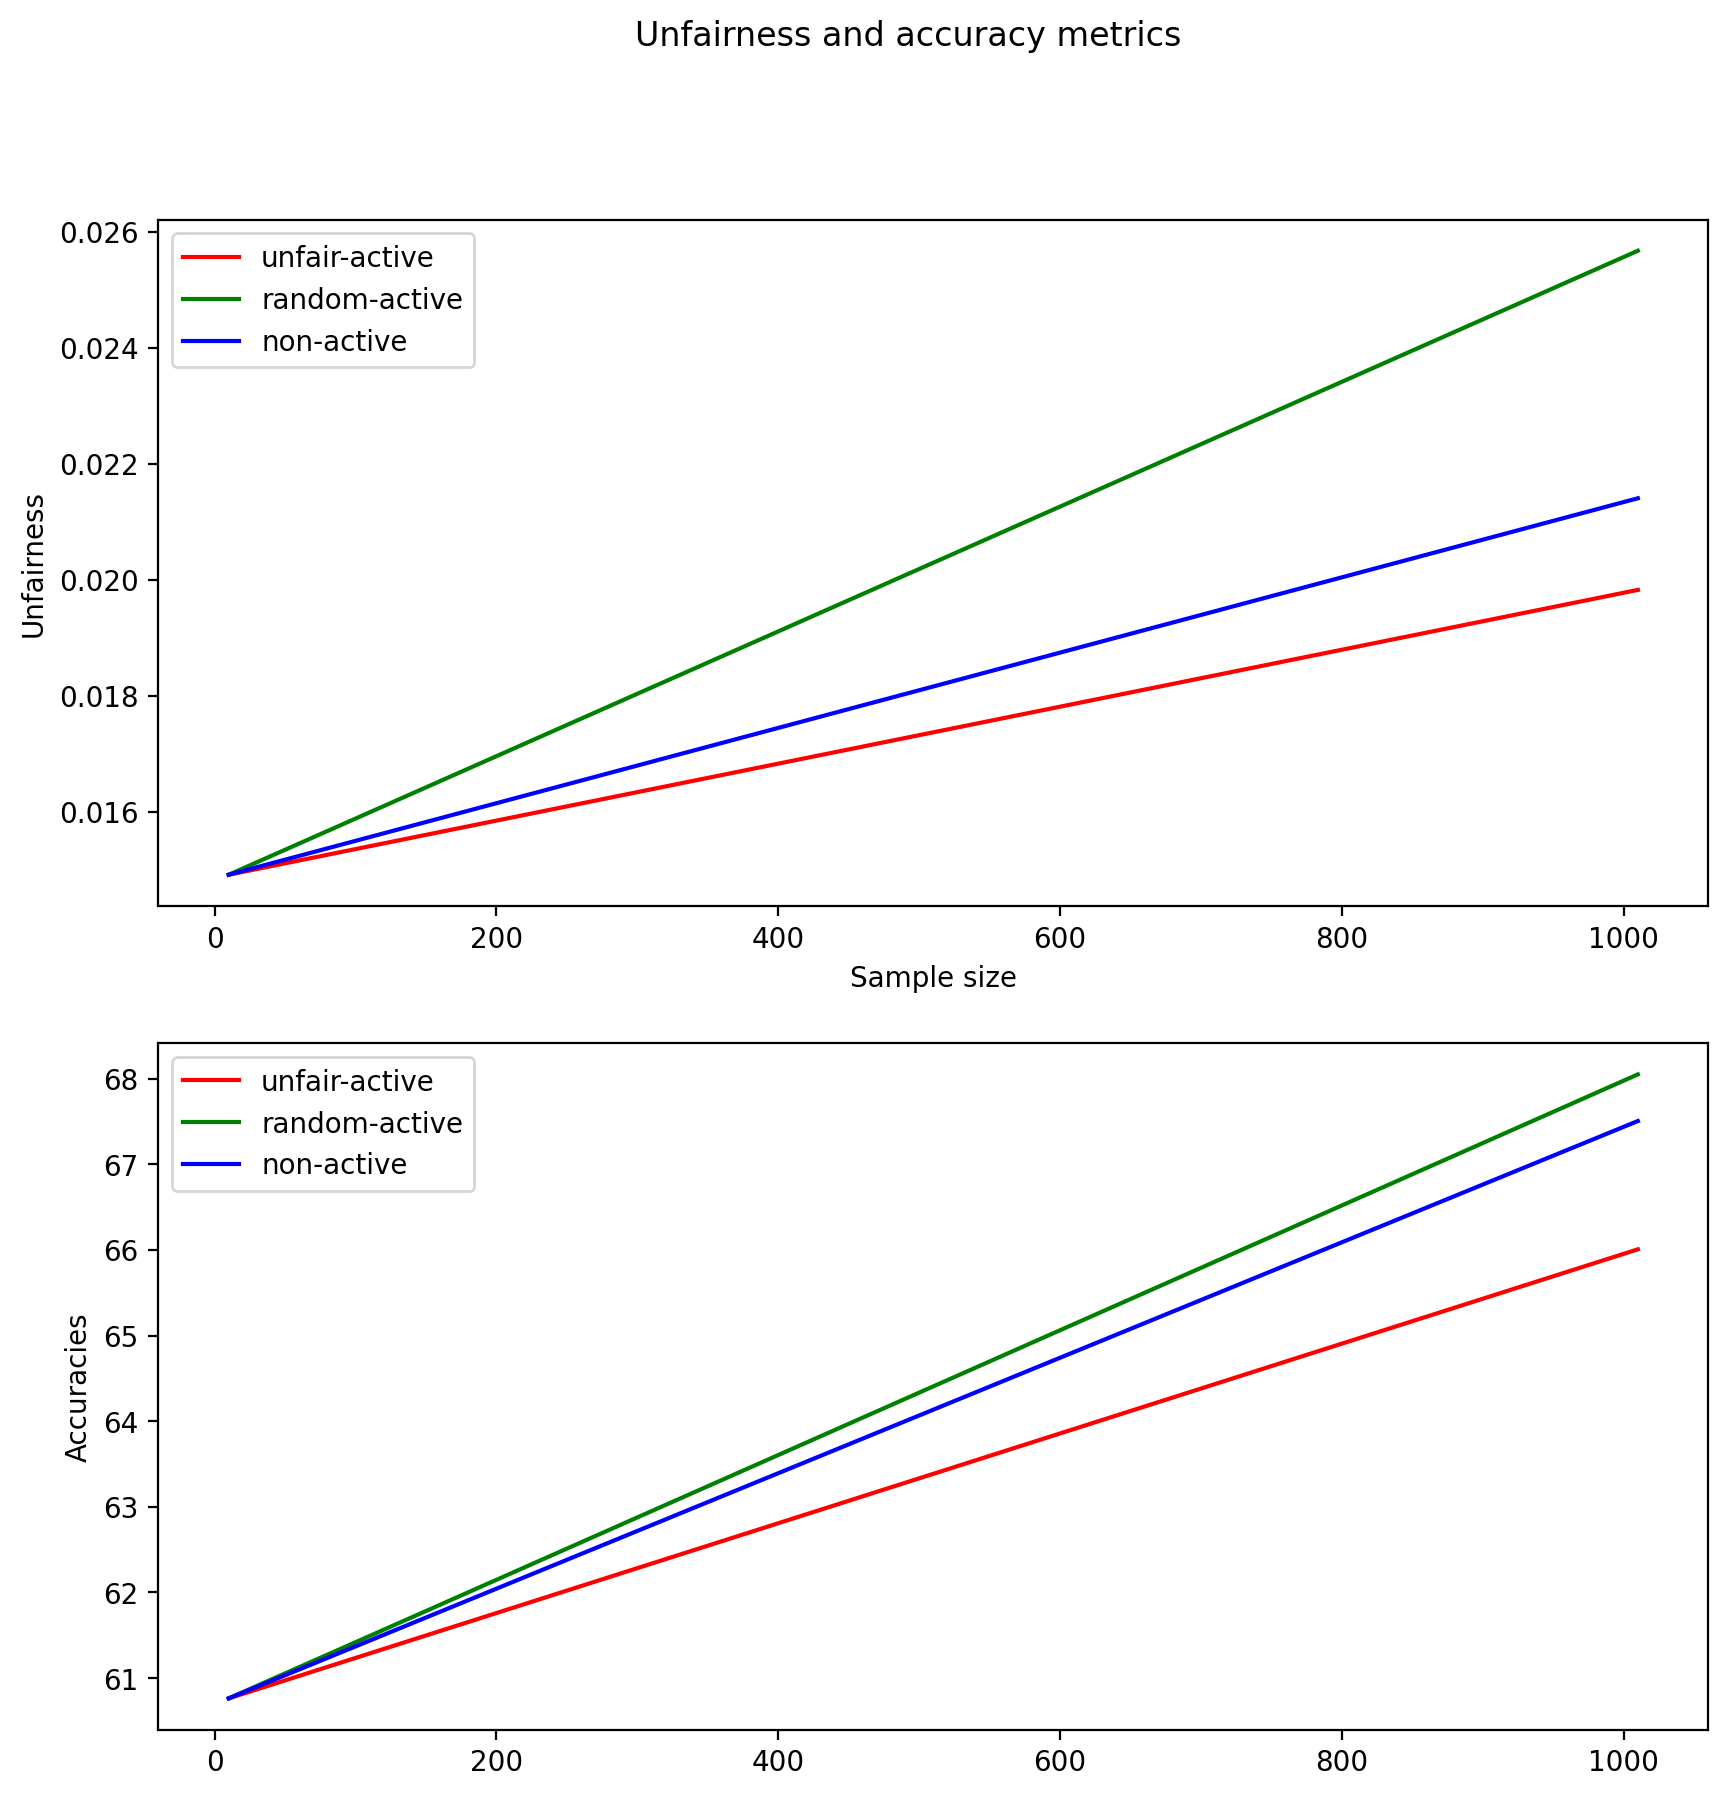 Unfairness and accuracy metrics
0.026
0.024
0.022
0.020
0.018
0.016
Unfairness
unfair-active
random-active
non-active
0 200 400 600 800 1000
Sample size
68
67
66
65
64
63
62
61
Accuracies
unfair-active
random-active
non-active
0 200 400 600 800 1000